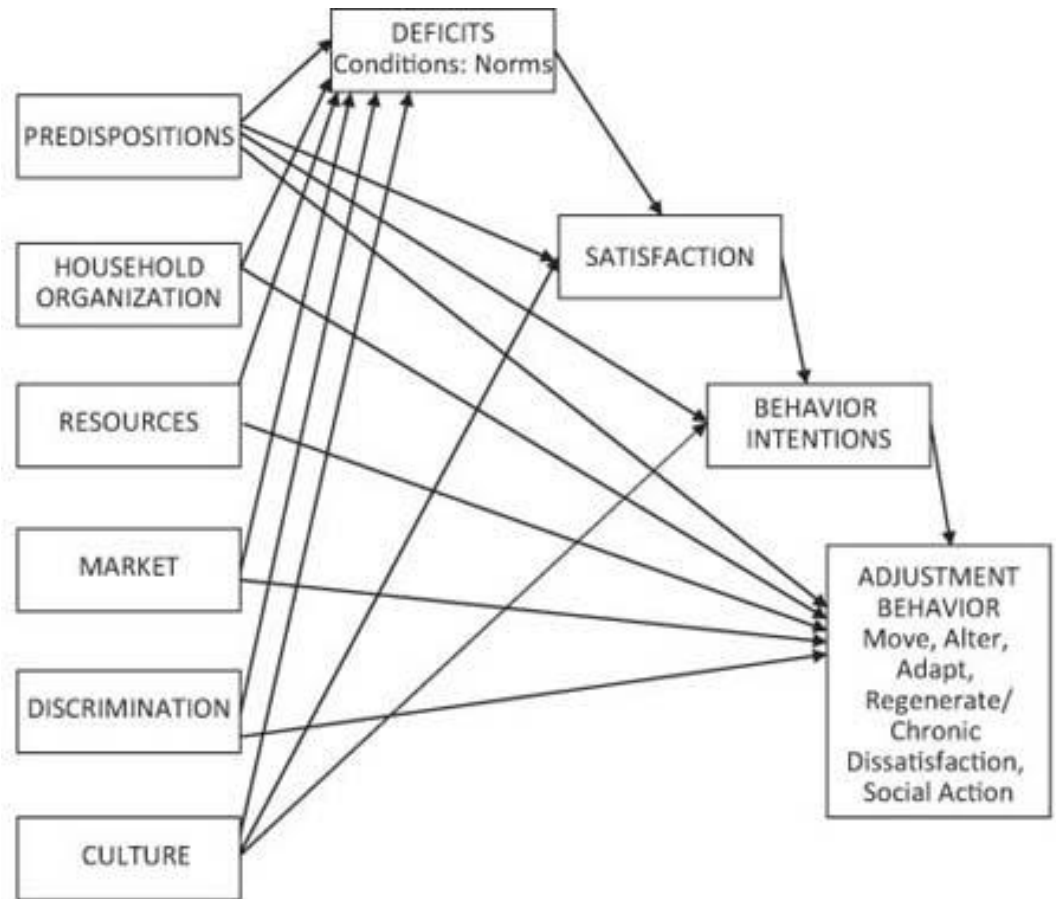 DEFICITS
Conditions: Norms
PREDISPOSITIONS
HOUSEHOLD
ORGANIZATION
SATISFACTION
RESOURCES
BEHAVIOR
INTENTIONS
MARKET
ADJUSTMENT
BEHAVIOR
Move, Alter,
Adapt,
Regenerate/
Chronic
Dissatisfaction,
Social Action
DISCRIMINATION
CULTURE